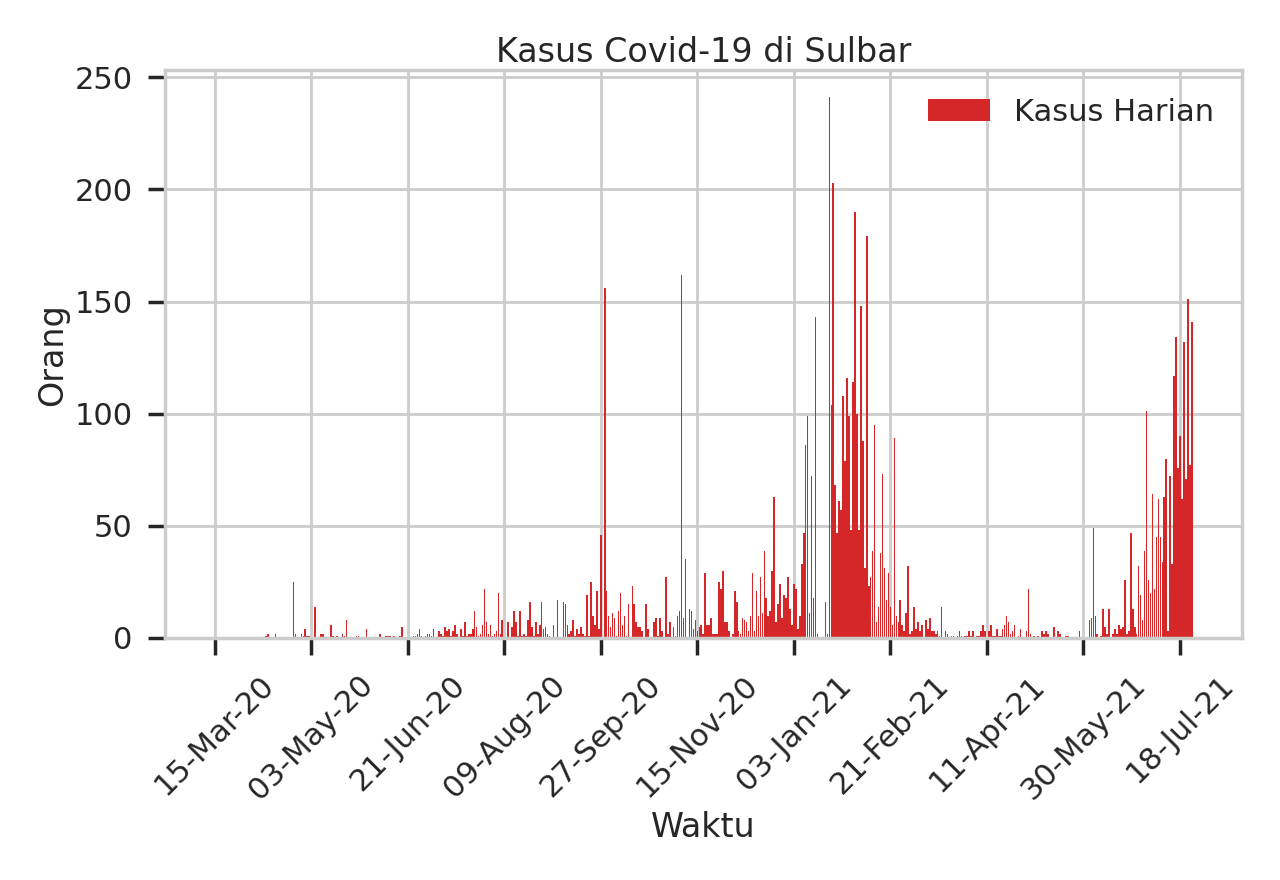 Kasus Covid-19 di Sulbar
Kasus Harian
250
200
150
100
50
0
Orang
15-Mar-20
03-May-20
21-Jun-20
09-Aug-20
27-Sep-20
15-Nov-20
03-Jan-21
21-Feb-21
11-Apr-21
30-May-21
18-Jul-21
Waktu